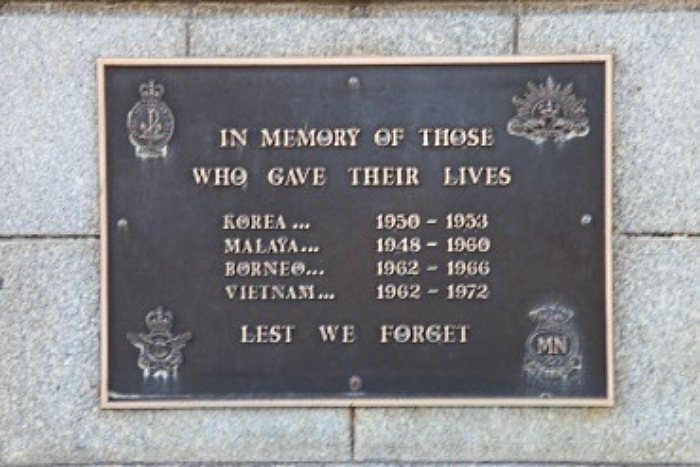 IN MEMORY OF THOSE
WHO GAVE THEIR LIVES
KOREA ... 1950 - 1953
MALAYA ... 1948 - 1960
BORNEO ... 1962 - 1966
VIETNAM ... 1962 - 1972
LEST WE FORGET
MN